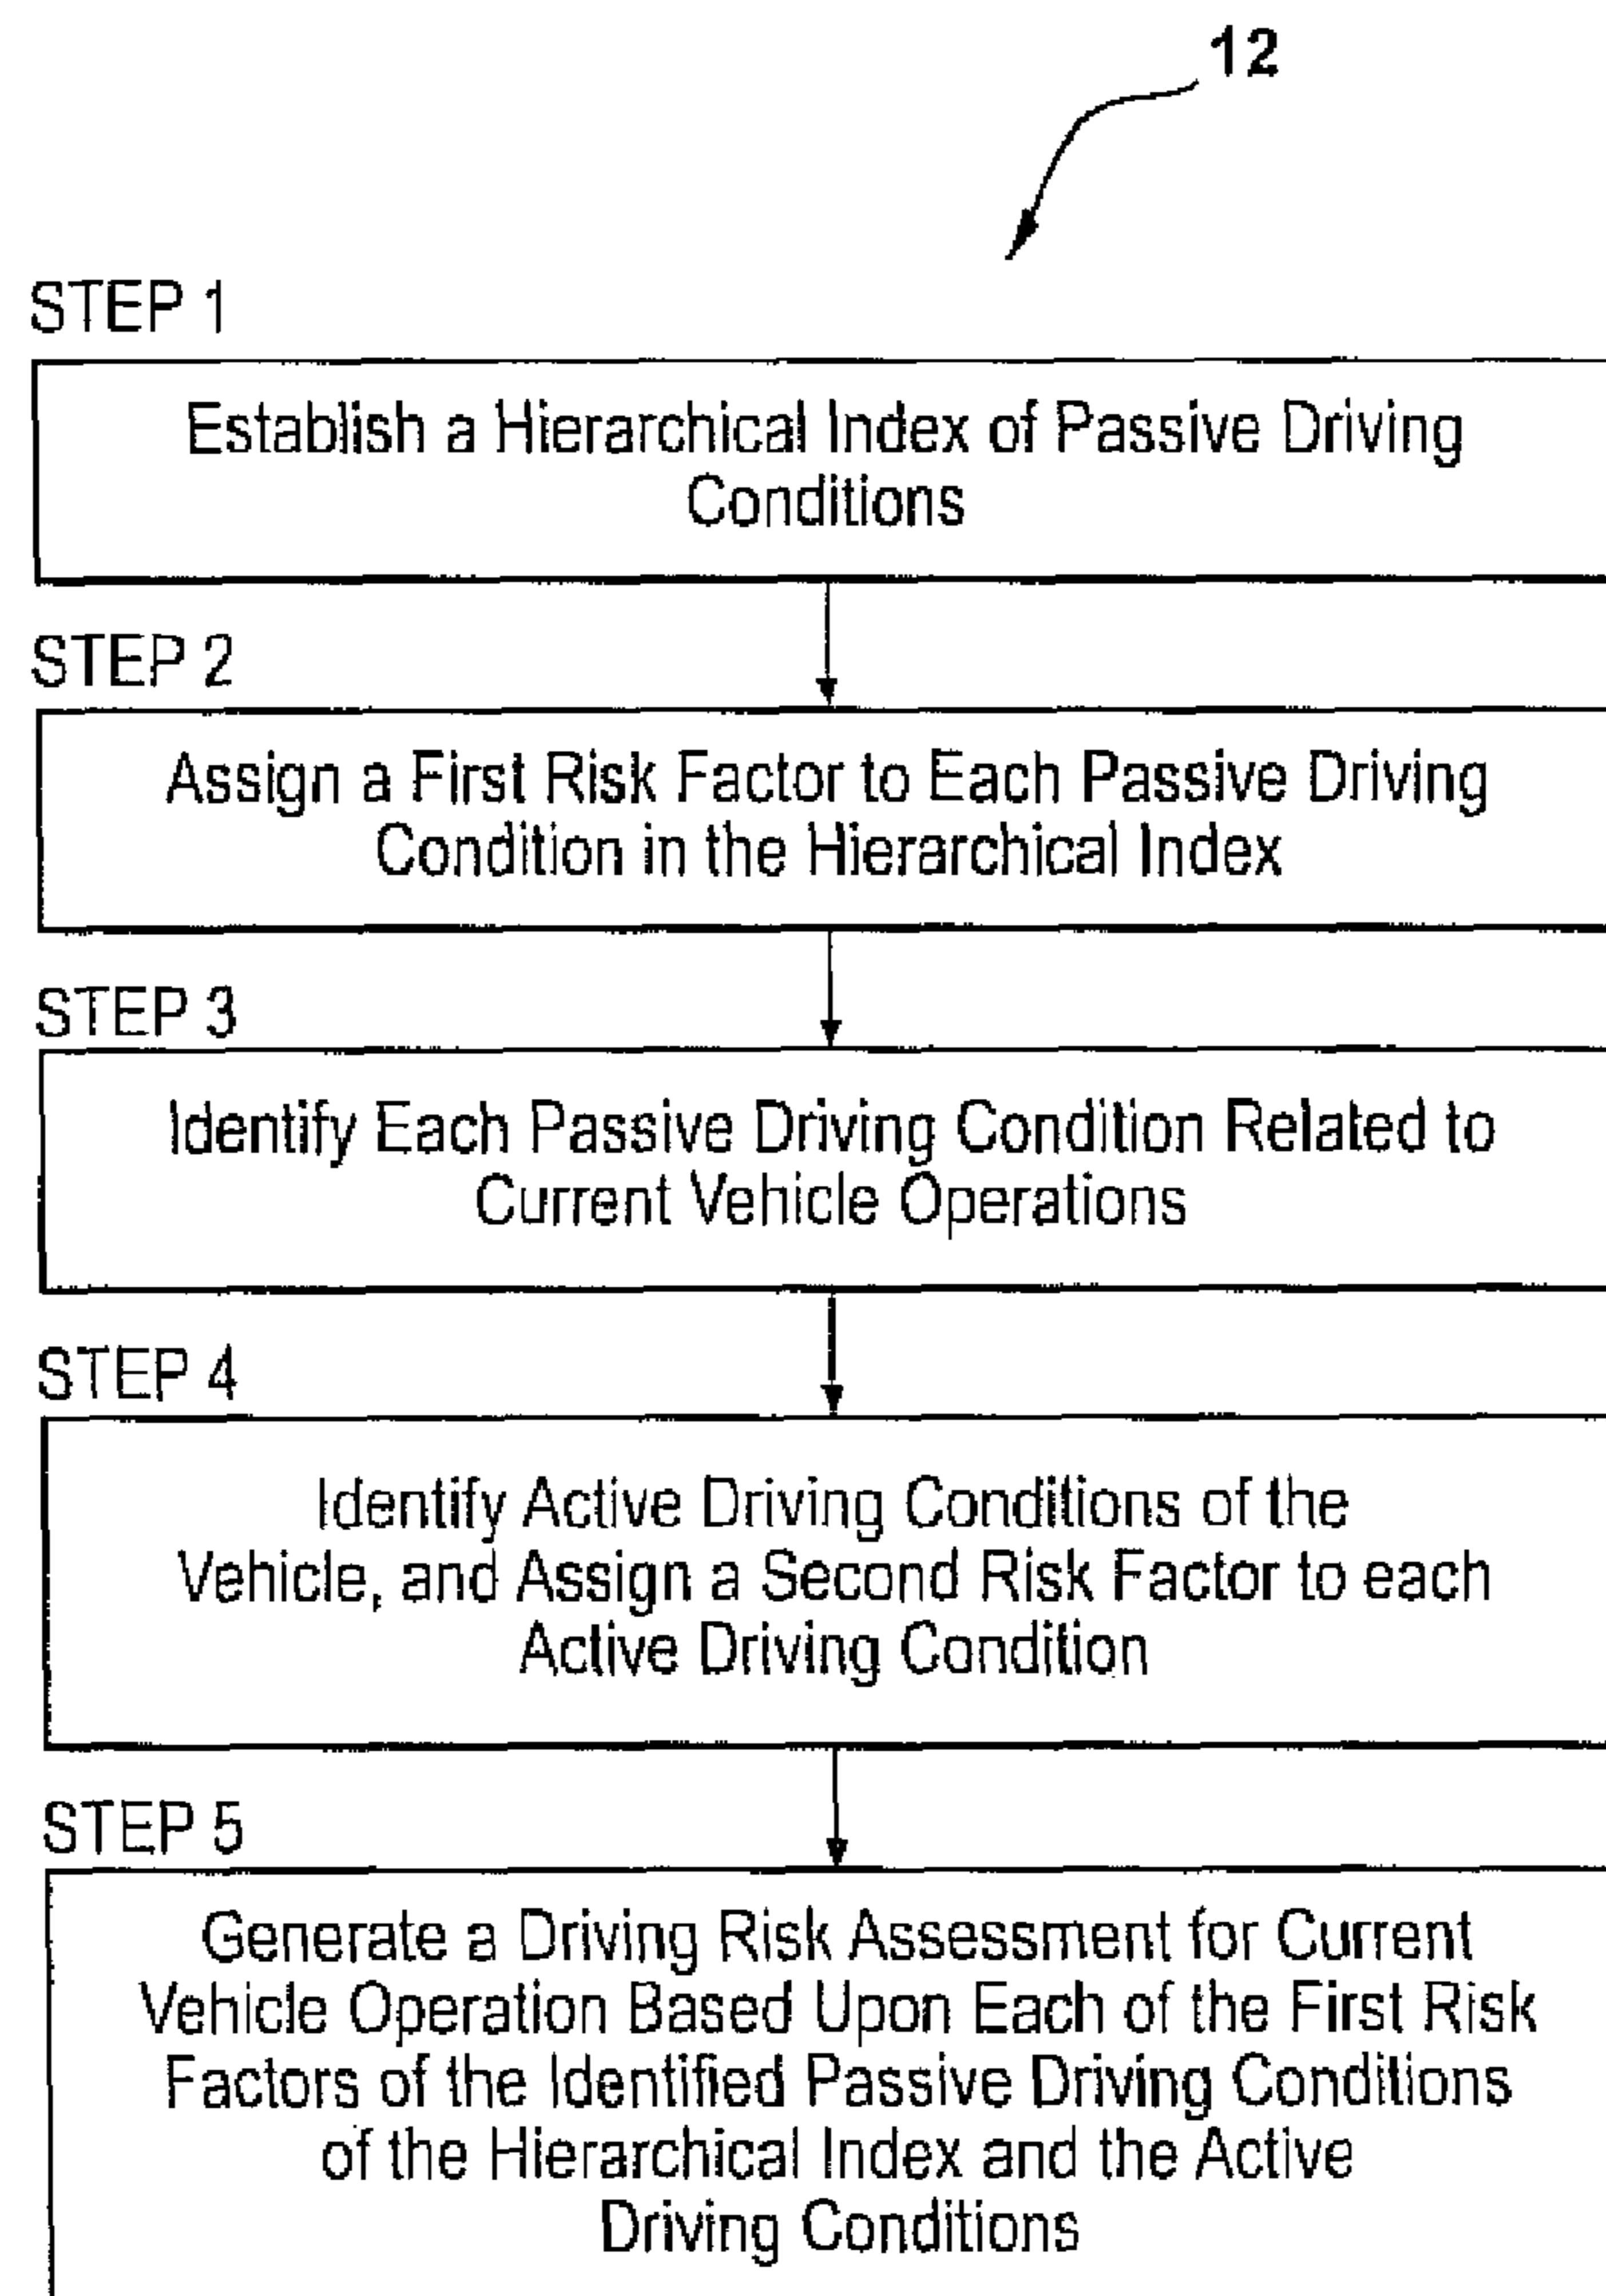 12
STEP 1
Establish a Hierarchical Index of Passive Driving
Conditions
STEP 2
Assign a First Risk Factor to Each Passive Driving
Condition in the Hierarchical Index
STEP 3
Identify Each Passive Driving Condition Related to
Current Vehicle Operations
STEP 4
Identify Active Driving Conditions of the
Vehicle, and Assign a Second Risk Factor to each
Active Driving Condition
STEP 5
Generate a Driving Risk Assessment for Current
Vehicle Operation Based Upon Each of the First Risk
Factors of the Identified Passive Driving Conditions
of the Hierarchical Index and the Active
Driving Conditions